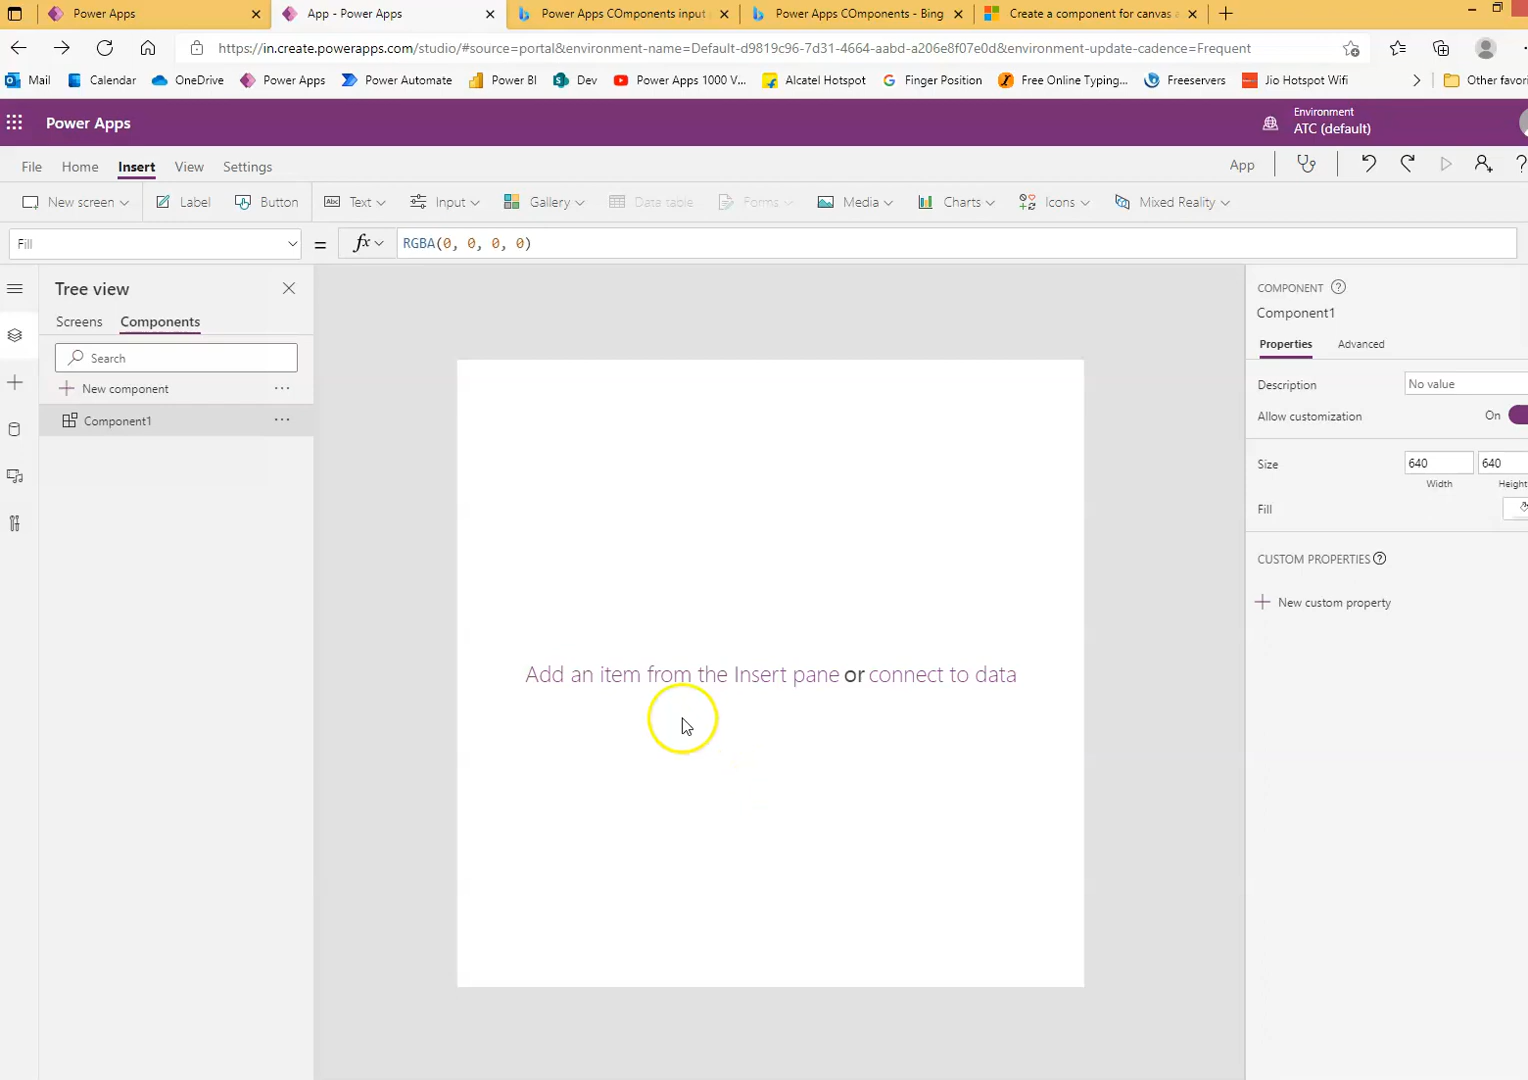 Power Apps
App - Power Apps
Power Apps COmponents input
Power Apps COmponents - Bing
Create a component for canvas a
https://in.create.powerapps.com/studio/#source=portal&environment-name=Default-d9819c96-7d31-4664-aabd-a206e8f07e0d&environment-update-cadence=Frequent
Mail
Calendar
OneDrive
Power Apps
Power Automate
Power BI
Dev
Power Apps 1000 V...
Alcatel Hotspot
Finger Position
Free Online Typing...
Freeservers
Jio Hotspot Wifi
Other favori
Power Apps
Environment
ATC (default)
File
Home
Insert
View
Settings
App
New screen
Label
Button
Abc Text
Input
Gallery
Data table
Forms
Media
Charts
Icons
Mixed Reality
Fill
= fx RGBA(0, 0, 0, 0)
Tree view
Screens
Components
Search
New component
Component1
Add an item from the Insert pane or connect to data
COMPONENT
Component1
Properties
Advanced
Description
No value
Allow customization
On
Size
640
640
Width
Height
Fill
CUSTOM PROPERTIES
New custom property